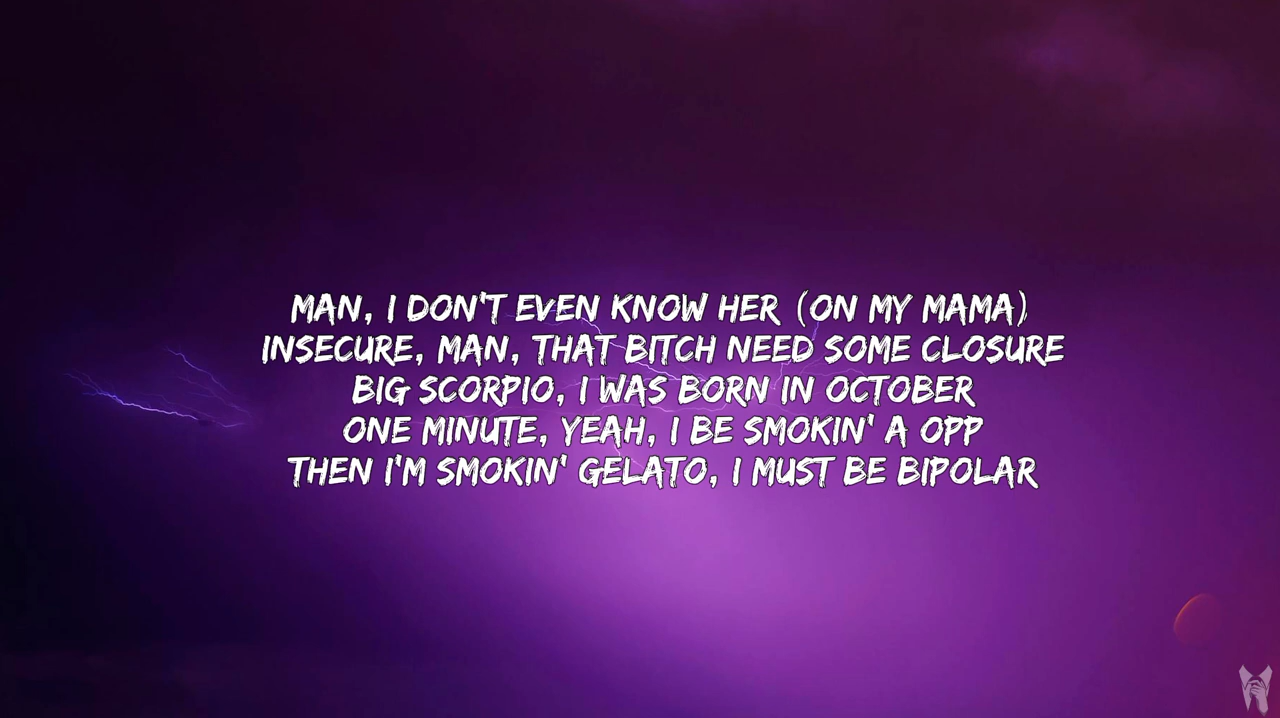 MAN, I DON'T EVEN KNOW HER (ON MY MAMA)
INSECURE, MAN, THAT BITCH NEED SOME CLOSURE
BIG SCORPIO, I WAS BORN IN OCTOBER
ONE MINUTE, YEAH, I BE SMOKIN' A OPP
THEN I'M SMOKIN' GELATO, I MUST BE BIPOLAR